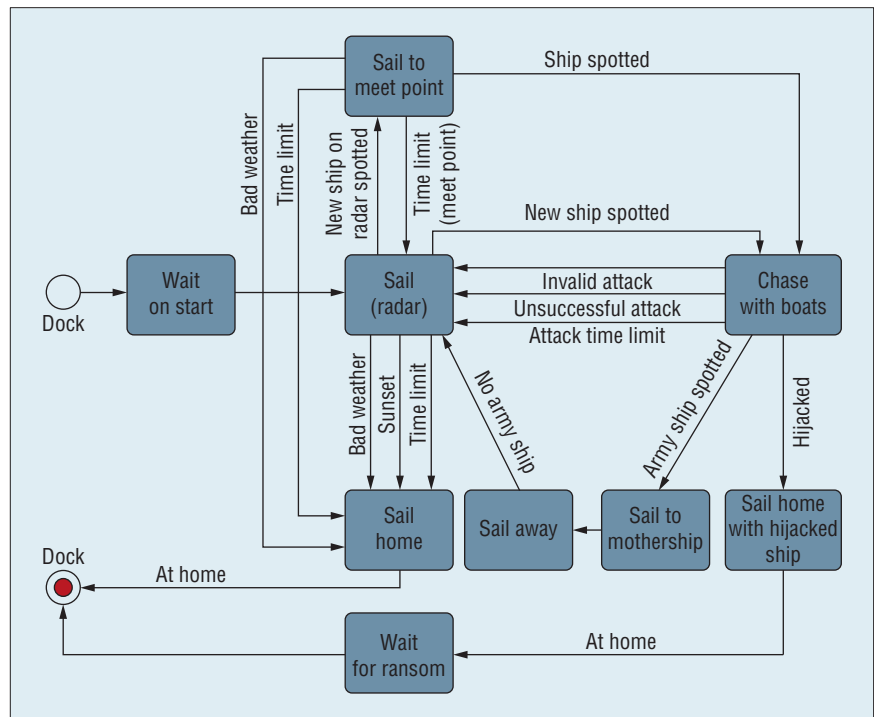 Sail to
meet point
Ship spotted
Bad weather
Time limit
New ship on
radar spotted
Time limit
(meet point)
New ship spotted
Dock
Wait
on start
Sail
(radar)
Invalid attack
Unsuccessful attack
Attack time limit
Chase
with boats
Bad weather
Sunset
Time limit
No army ship
Army ship spotted
Hijacked
Sail
home
Sail away
Sail to
mothership
Sail home
with hijacked
ship
Dock
At home
Wait
for ransom
At home